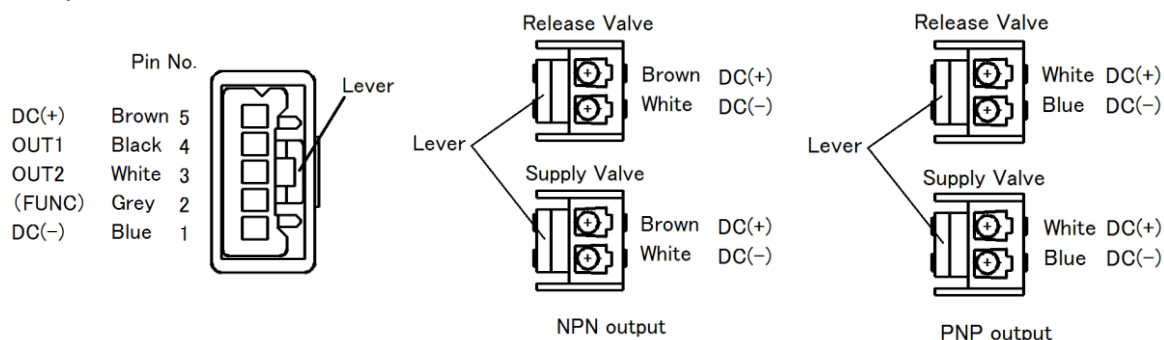 Pin No.
Lever
DC(+) Brown 5
OUT1 Black 4
OUT2 White 3
(FUNC) Grey 2
DC(-) Blue 1
Release Valve
Brown DC(+)
White DC(-)
Lever
Supply Valve
Brown DC(+)
White DC(-)
NPN output
Release Valve
White DC(+)
Blue DC(-)
Lever
Supply Valve
White DC(+)
Blue DC(-)
PNP output